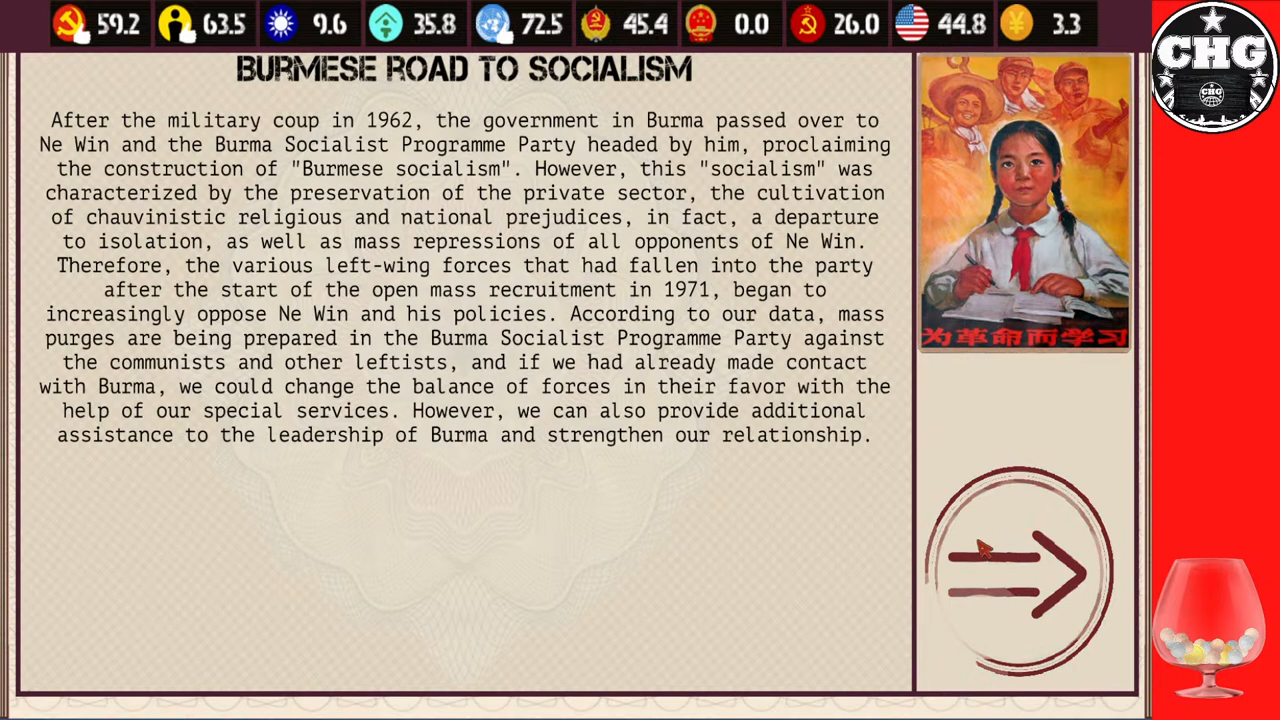 59.2 63.5 9.6 35.8 72.5 45.4 0.0 26.0 44.8 3.3
CHG
CHG
BURMESE ROAD TO SOCIALISM
After the military coup in 1962, the government in Burma passed over to
Ne Win and the Burma Socialist Programme Party headed by him, proclaiming
the construction of "Burmese socialism". However, this "socialism" was
characterized by the preservation of the private sector, the cultivation
of chauvinistic religious and national prejudices, in fact, a departure
to isolation, as well as mass repressions of all opponents of Ne Win.
Therefore, the various left-wing forces that had fallen into the party
after the start of the open mass recruitment in 1971, began to
increasingly oppose Ne Win and his policies. According to our data, mass
purges are being prepared in the Burma Socialist Programme Party against
the communists and other leftists, and if we had already made contact
with Burma, we could change the balance of forces in their favor with the
help of our special services. However, we can also provide additional
assistance to the leadership of Burma and strengthen our relationship.
为革命而学习